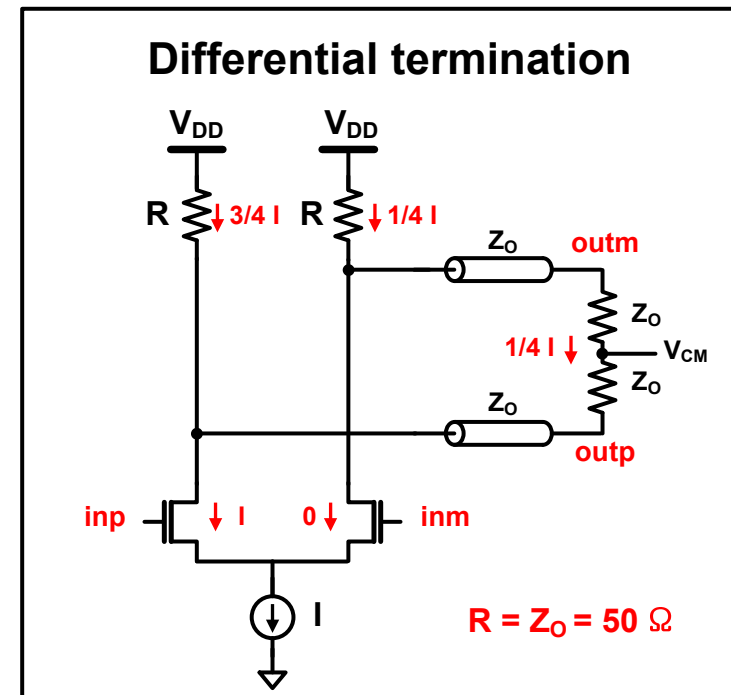 Differential termination
VDD VDD
R 3/4 I R 1/4 I
ZO outm
ZO
1/4 I VCM
ZO
ZO
outp
inp I 0 inm
I
R = ZO = 50 Ω